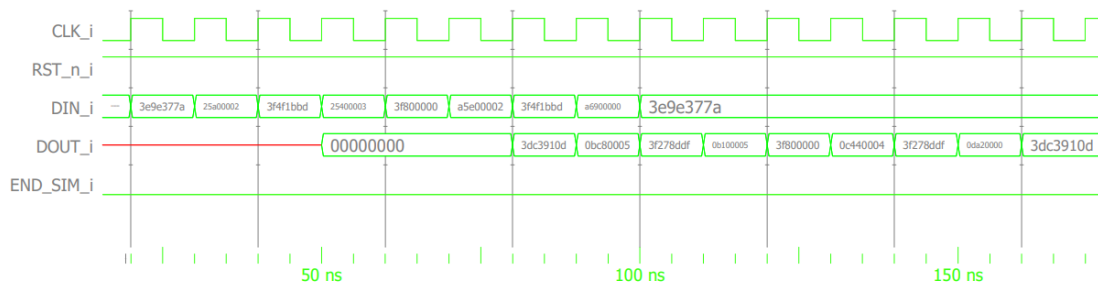 CLK_i
RST_n_i
DIN_i 3e9e377a 25a00002 3f4f1bbd 25400003 3f800000 a5e00002 3f4f1bbd a6900000 3e9e377a
DOUT_i 00000000 3dc3910d 0bc80005 3f278ddf 0b100005 3f800000 0c440004 3f278ddf 0da20000 3dc3910d
END_SIM_i
50 ns 100 ns 150 ns